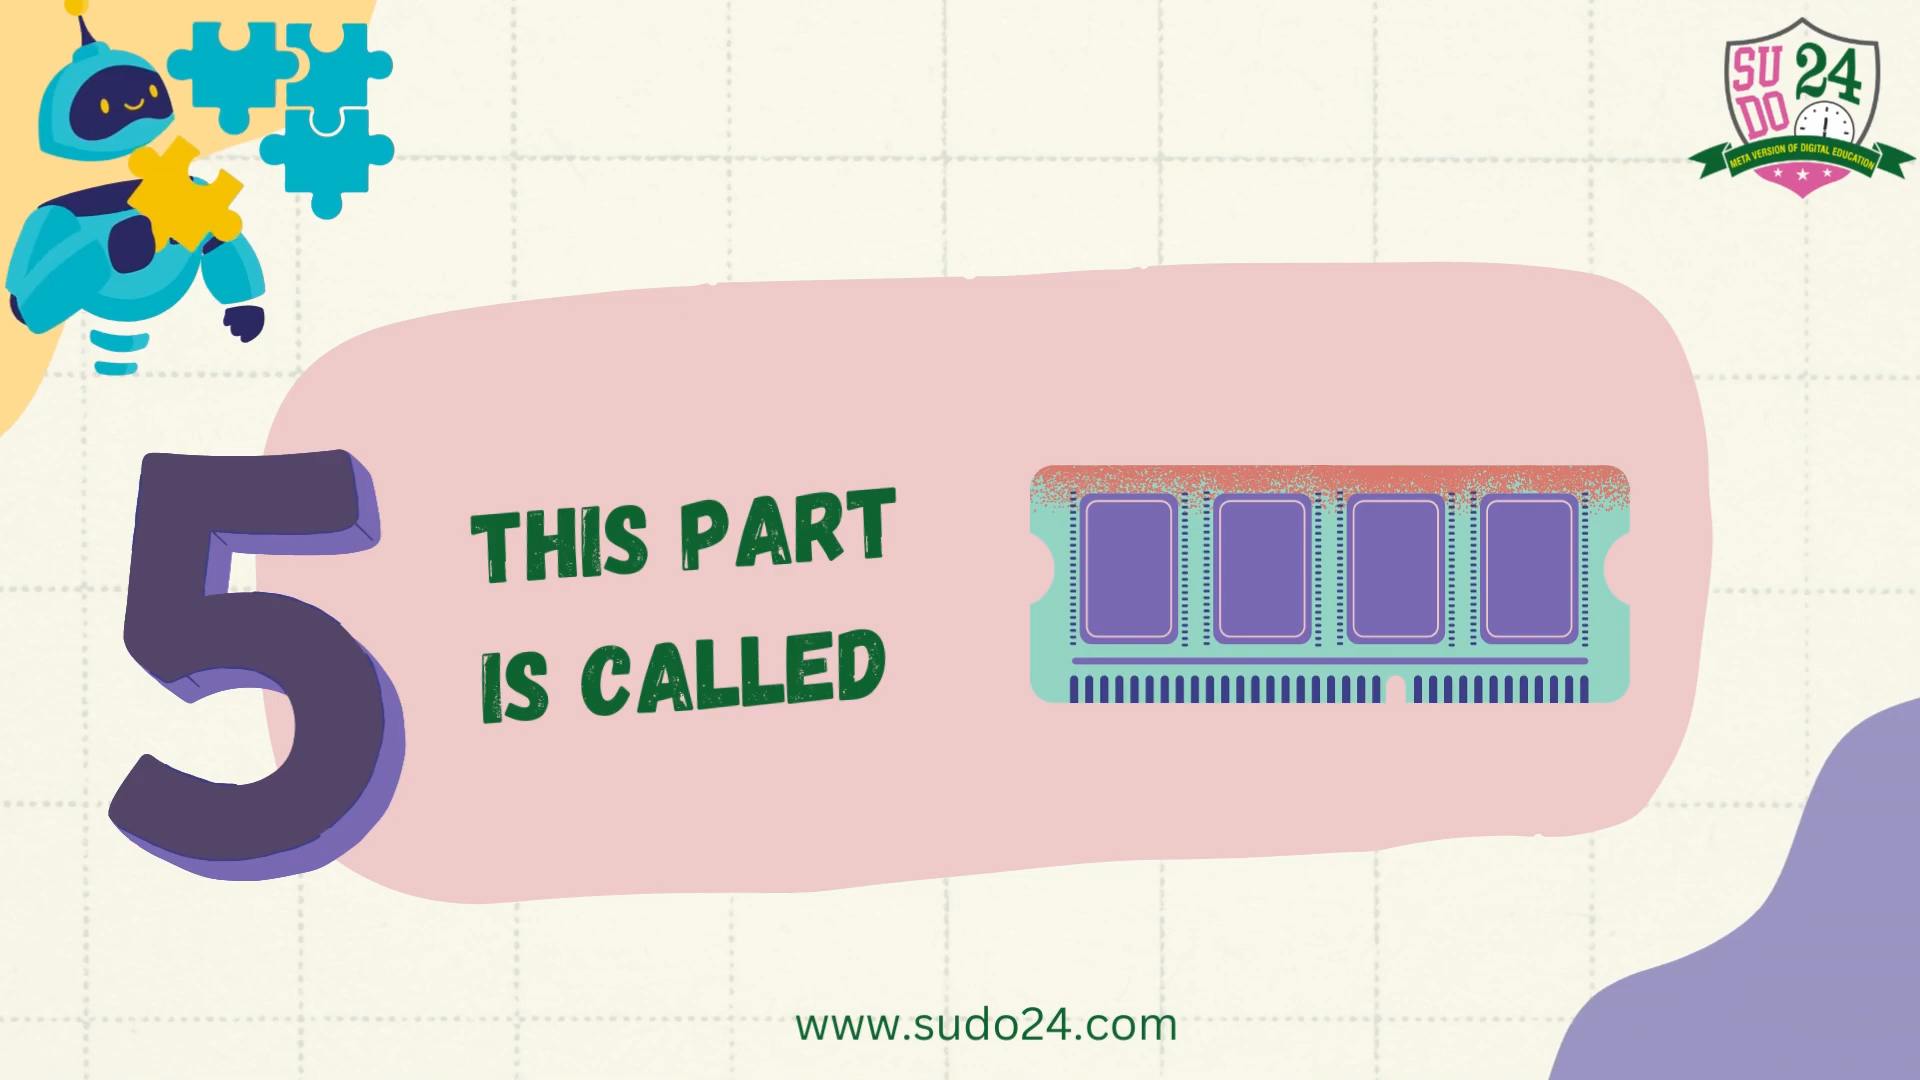 SU 24
DO
META VERSION OF DIGITAL EDUCATION
5
THIS PART
IS CALLED
www.sudo24.com